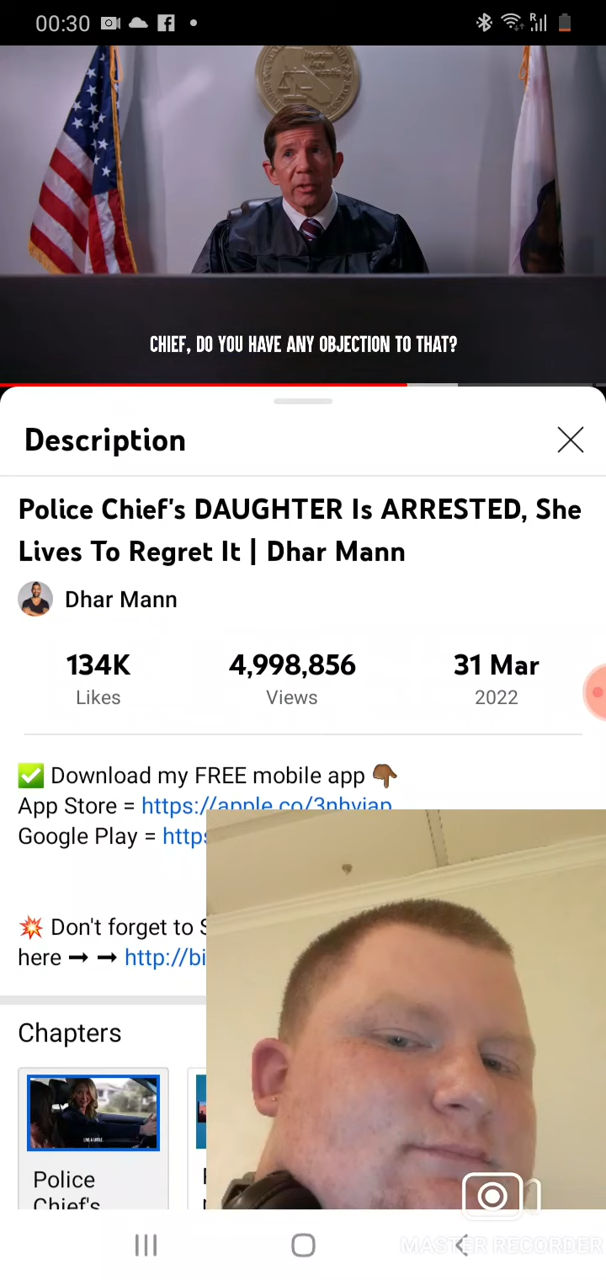 00:30
R
CHIEF, DO YOU HAVE ANY OBJECTION TO THAT?
Description
Police Chief's DAUGHTER Is ARRESTED, She
Lives To Regret It | Dhar Mann
Dhar Mann
134K 4,998,856 31 Mar
Likes Views 2022
✅ Download my FREE mobile app 👇🏾
App Store =
Google Play = https
💥 Don't forget to S
here ➞ ➞ http://bi
Chapters
Police
Chief's
MASTER RECORDER